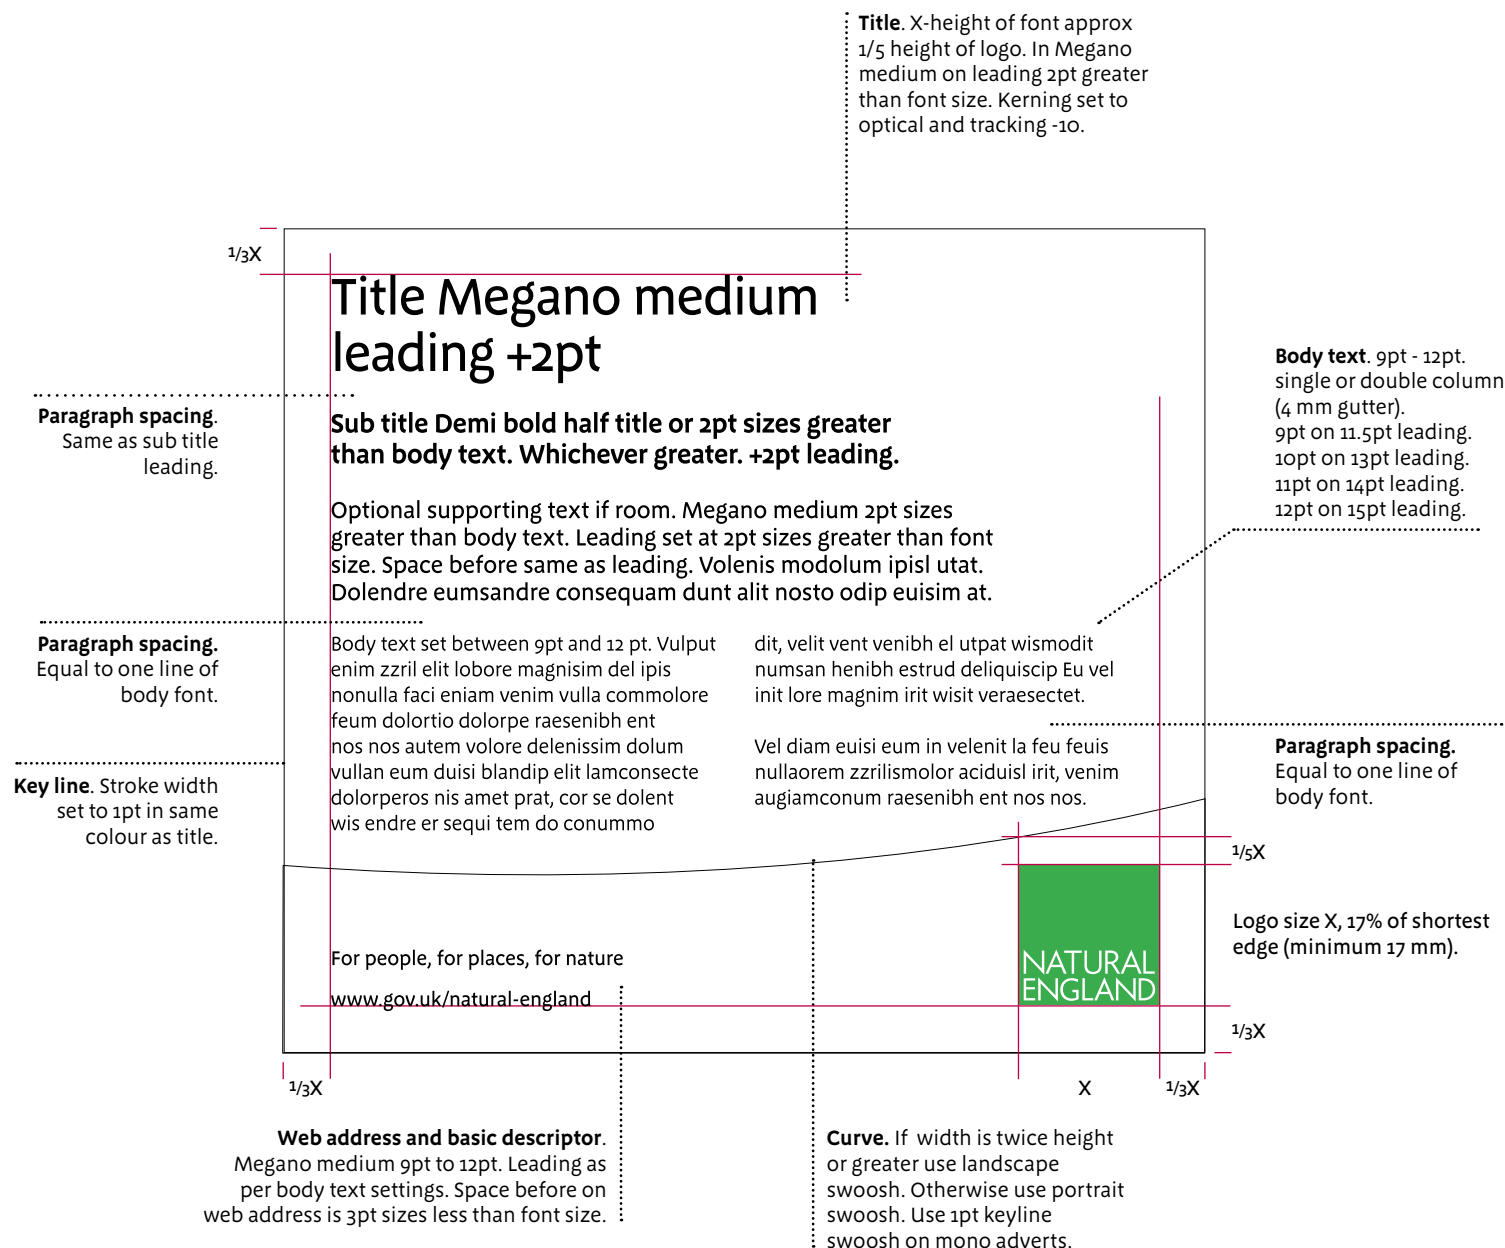 Title. X-height of font approx
1/5 height of logo. In Megano
medium on leading 2pt greater
than font size. Kerning set to
optical and tracking -10.
1/3X
Title Megano medium
leading +2pt
Body text. 9pt - 12pt.
single or double column
(4 mm gutter).
9pt on 11.5pt leading.
10pt on 13pt leading.
11pt on 14pt leading.
12pt on 15pt leading.
Paragraph spacing.
Same as sub title
leading.
Sub title Demi bold half title or 2pt sizes greater
than body text. Whichever greater. +2pt leading.
Optional supporting text if room. Megano medium 2pt sizes
greater than body text. Leading set at 2pt sizes greater than font
size. Space before same as leading. Volenis modolum ipisl utat.
Dolendre eumsandre consequam dunt alit nosto odip euisim at.
Paragraph spacing.
Equal to one line of
body font.
Body text set between 9pt and 12 pt. Vulput
enim zzril elit lobore magnisim del ipis
nonulla faci eniam venim vulla commolore
feum dolortio dolorpe raesenibh ent
nos nos autem volore delenissim dolum
vullan eum duisi blandip elit lamconsecte
dolorperos nis amet prat, cor se dolent
wis endre er sequi tem do conummo
dit, velit vent venibh el utpat wismodit
numsan henibh estrud deliquiscip Eu vel
init lore magnim irit wisit veraesectet.
Vel diam euisi eum in velenit la feu feuis
nullaorem zzrilismolor aciduisl irit, venim
augiamconum raesenibh ent nos nos.
Paragraph spacing.
Equal to one line of
body font.
Key line. Stroke width
set to 1pt in same
colour as title.
1/5X
Logo size X, 17% of shortest
edge (minimum 17 mm).
For people, for places, for nature
www.gov.uk/natural-england
NATURAL
ENGLAND
1/3X
1/3X
X
1/3X
Web address and basic descriptor.
Megano medium 9pt to 12pt. Leading as
per body text settings. Space before on
web address is 3pt sizes less than font size.
Curve. If width is twice height
or greater use landscape
swoosh. Otherwise use portrait
swoosh. Use 1pt keyline
swoosh on mono adverts.